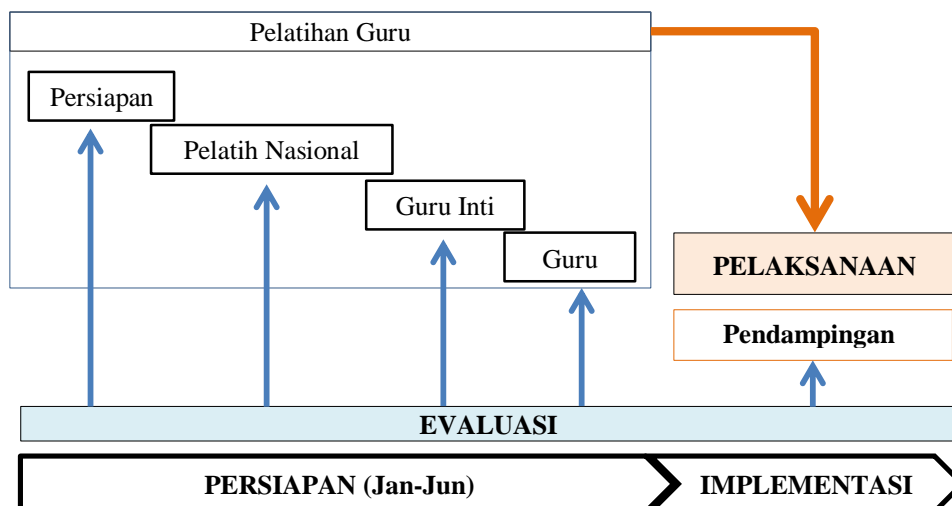 Pelatihan Guru
Persiapan
Pelatih Nasional
Guru Inti
Guru
PELAKSANAAN
Pendampingan
EVALUASI
PERSIAPAN (Jan-Jun)
IMPLEMENTASI